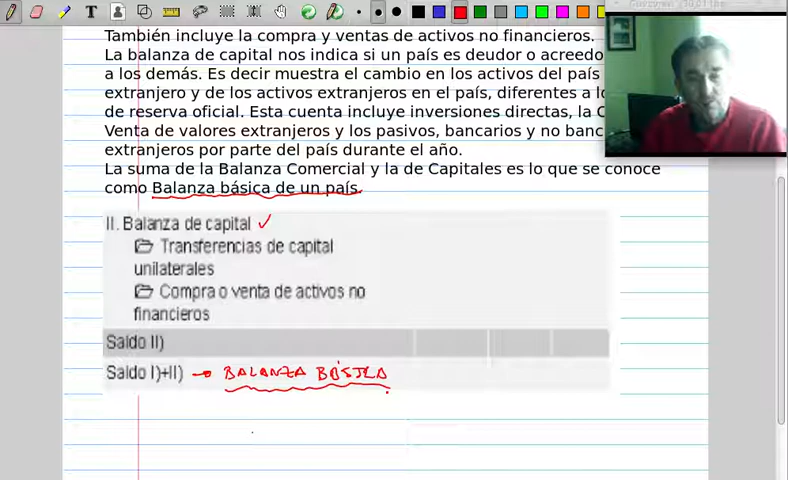 También incluye la compra y ventas de activos no financieros.
La balanza de capital nos indica si un país es deudor o acreedo
a los demás. Es decir muestra el cambio en los activos del país
extranjero y de los activos extranjeros en el país, diferentes a lo
de reserva oficial. Esta cuenta incluye inversiones directas, la C
Venta de valores extranjeros y los pasivos, bancarios y no banc
extranjeros por parte del país durante el año.
La suma de la Balanza Comercial y la de Capitales es lo que se conoce
como Balanza básica de un país.
II. Balanza de capital
Transferencias de capital
unilaterales
Compra o venta de activos no
financieros
Saldo II)
Saldo I)+II) → BALANZA BÁSICA